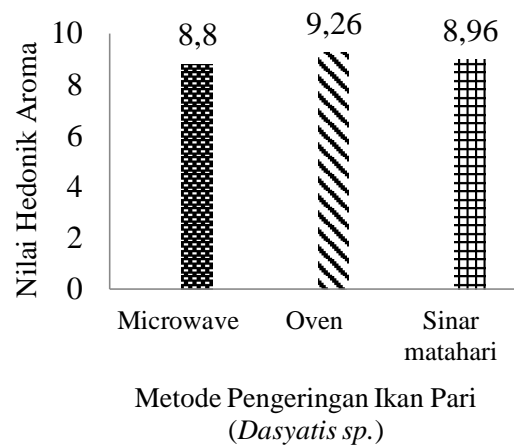 Nilai Hedonik Aroma
10
8
6
4
2
0
8,8
9,26
8,96
Microwave
Oven
Sinar
matahari
Metode Pengeringan Ikan Pari
(Dasyatis sp.)